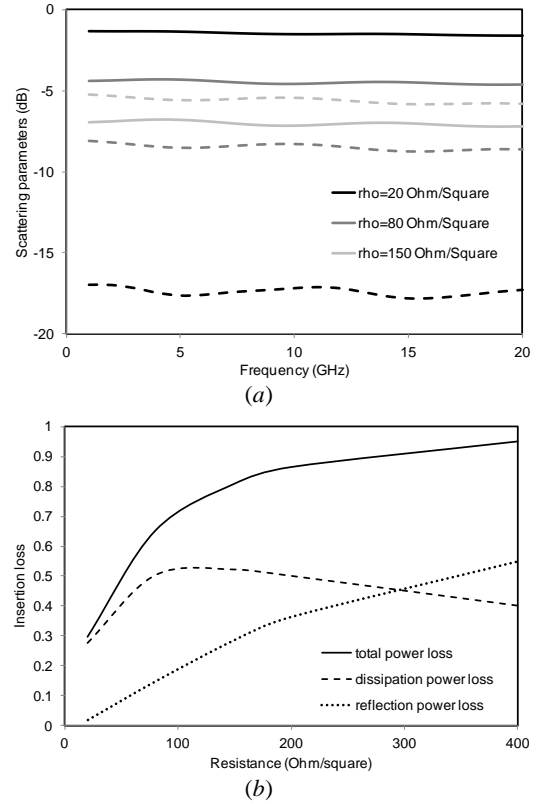 0
-5
-10
-15
-20
Scattering parameters (dB)
rho=20 Ohm/Square
rho=80 Ohm/Square
rho=150 Ohm/Square
0 5 10 15 20
Frequency (GHz)
(a)
1
0.9
0.8
0.7
0.6
0.5
0.4
0.3
0.2
0.1
0
Insertion loss
total power loss
dissipation power loss
reflection power loss
0 100 200 300 400
Resistance (Ohm/square)
(b)